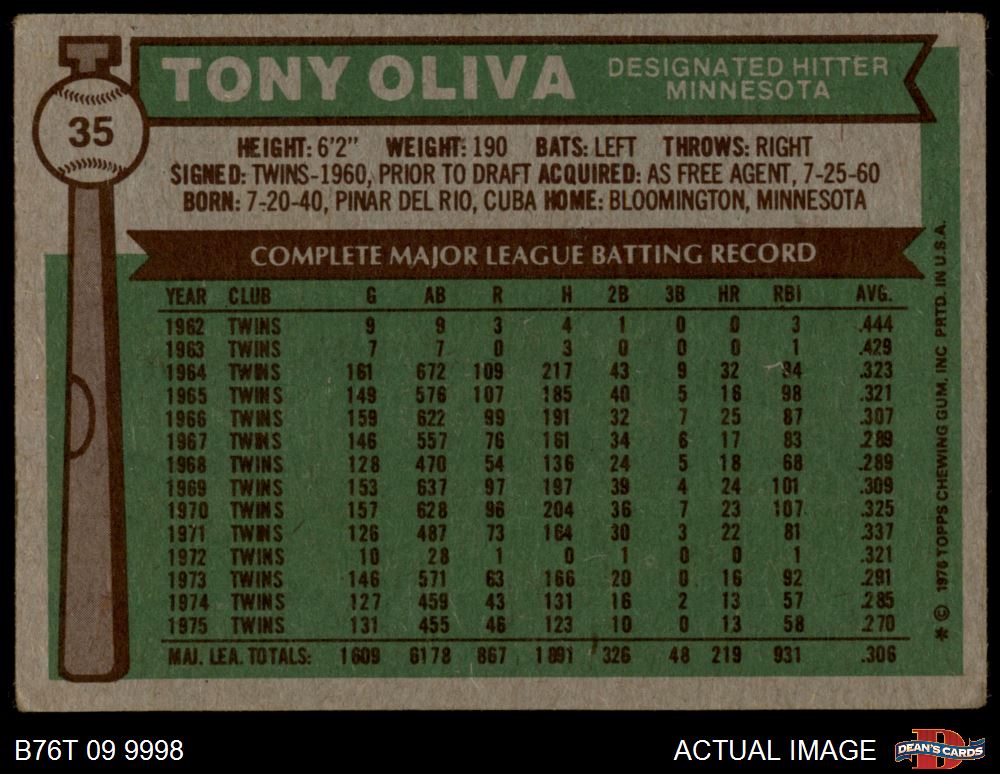 35
TONY OLIVA
DESIGNATED HITTER
MINNESOTA
HEIGHT: 6'2" WEIGHT: 190 BATS: LEFT THROWS: RIGHT
SIGNED: TWINS-1960, PRIOR TO DRAFT ACQUIRED: AS FREE AGENT, 7-25-60
BORN: 7-20-40, PINAR DEL RIO, CUBA HOME: BLOOMINGTON, MINNESOTA
COMPLETE MAJOR LEAGUE BATTING RECORD
YEAR CLUB G AB R H 2B 3B HR RBI AVG.
1962 TWINS 9 9 3 4 1 0 0 3 .444
1963 TWINS 7 7 0 3 0 0 0 1 .429
1964 TWINS 161 672 109 217 43 9 32 94 .323
1965 TWINS 149 576 107 185 40 5 16 98 .321
1966 TWINS 159 622 99 191 32 7 25 87 .307
1967 TWINS 146 557 76 161 34 6 17 83 .289
1968 TWINS 128 470 54 136 24 5 18 68 .289
1969 TWINS 153 637 97 197 39 4 24 101 .309
1970 TWINS 157 628 96 204 36 7 23 107 .325
1971 TWINS 126 487 73 164 30 3 22 81 .337
1972 TWINS 10 28 1 0 1 0 0 1 .321
1973 TWINS 146 571 63 166 20 0 16 92 .291
1974 TWINS 127 459 43 131 16 2 13 57 .285
1975 TWINS 131 455 46 123 10 0 13 58 .270
MAJ. LEA. TOTALS: 1609 6178 867 1891 326 48 219 931 .306
* © 1976 TOPPS CHEWING GUM, INC PRTD. IN U.S.A.
B76T 09 9998
ACTUAL IMAGE
D
DEAN'S CARDS